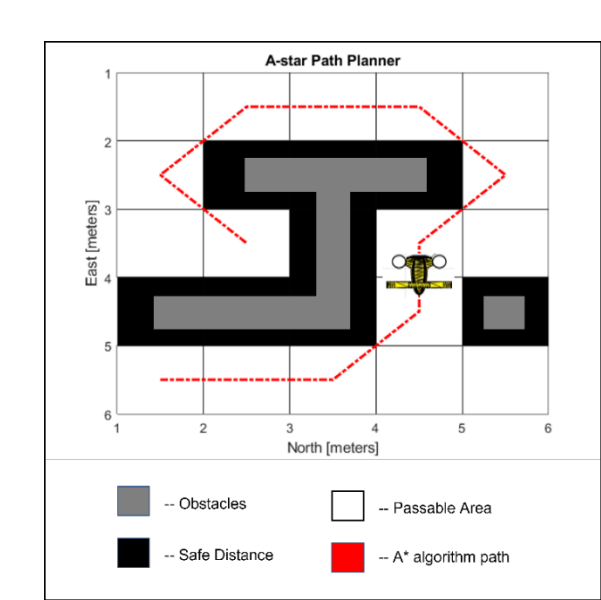 A-star Path Planner
1
2
3
4
5
6
East [meters]
1 2 3 4 5 6
North [meters]
-- Obstacles
-- Passable Area
-- Safe Distance
-- A* algorithm path